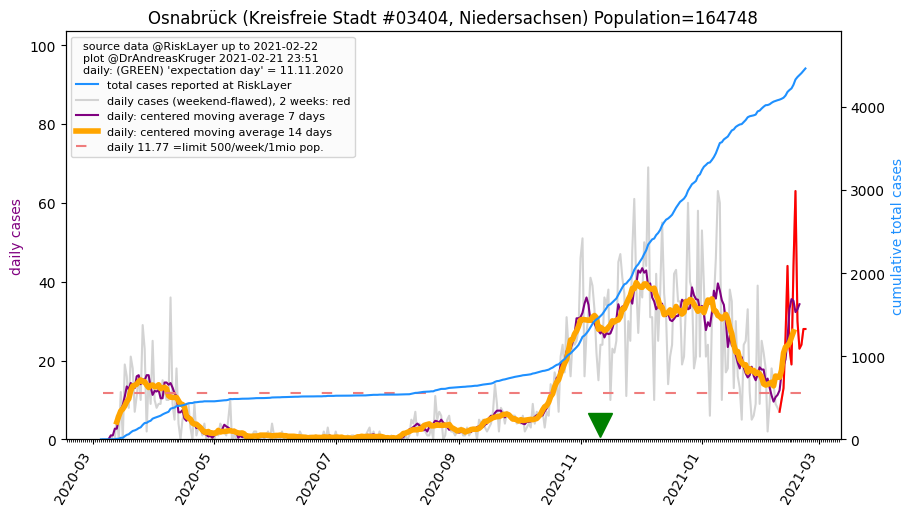 Osnabrück (Kreisfreie Stadt #03404, Niedersachsen) Population=164748
source data @RiskLayer up to 2021-02-22
plot @DrAndreasKruger 2021-02-21 23:51
daily: (GREEN) 'expectation day' = 11.11.2020
total cases reported at RiskLayer
daily cases (weekend-flawed), 2 weeks: red
daily: centered moving average 7 days
daily: centered moving average 14 days
daily 11.77 =limit 500/week/1mio pop.
daily cases
100
80
60
40
20
0
cumulative total cases
4000
3000
2000
1000
0
2020-03
2020-05
2020-07
2020-09
2020-11
2021-01
2021-03